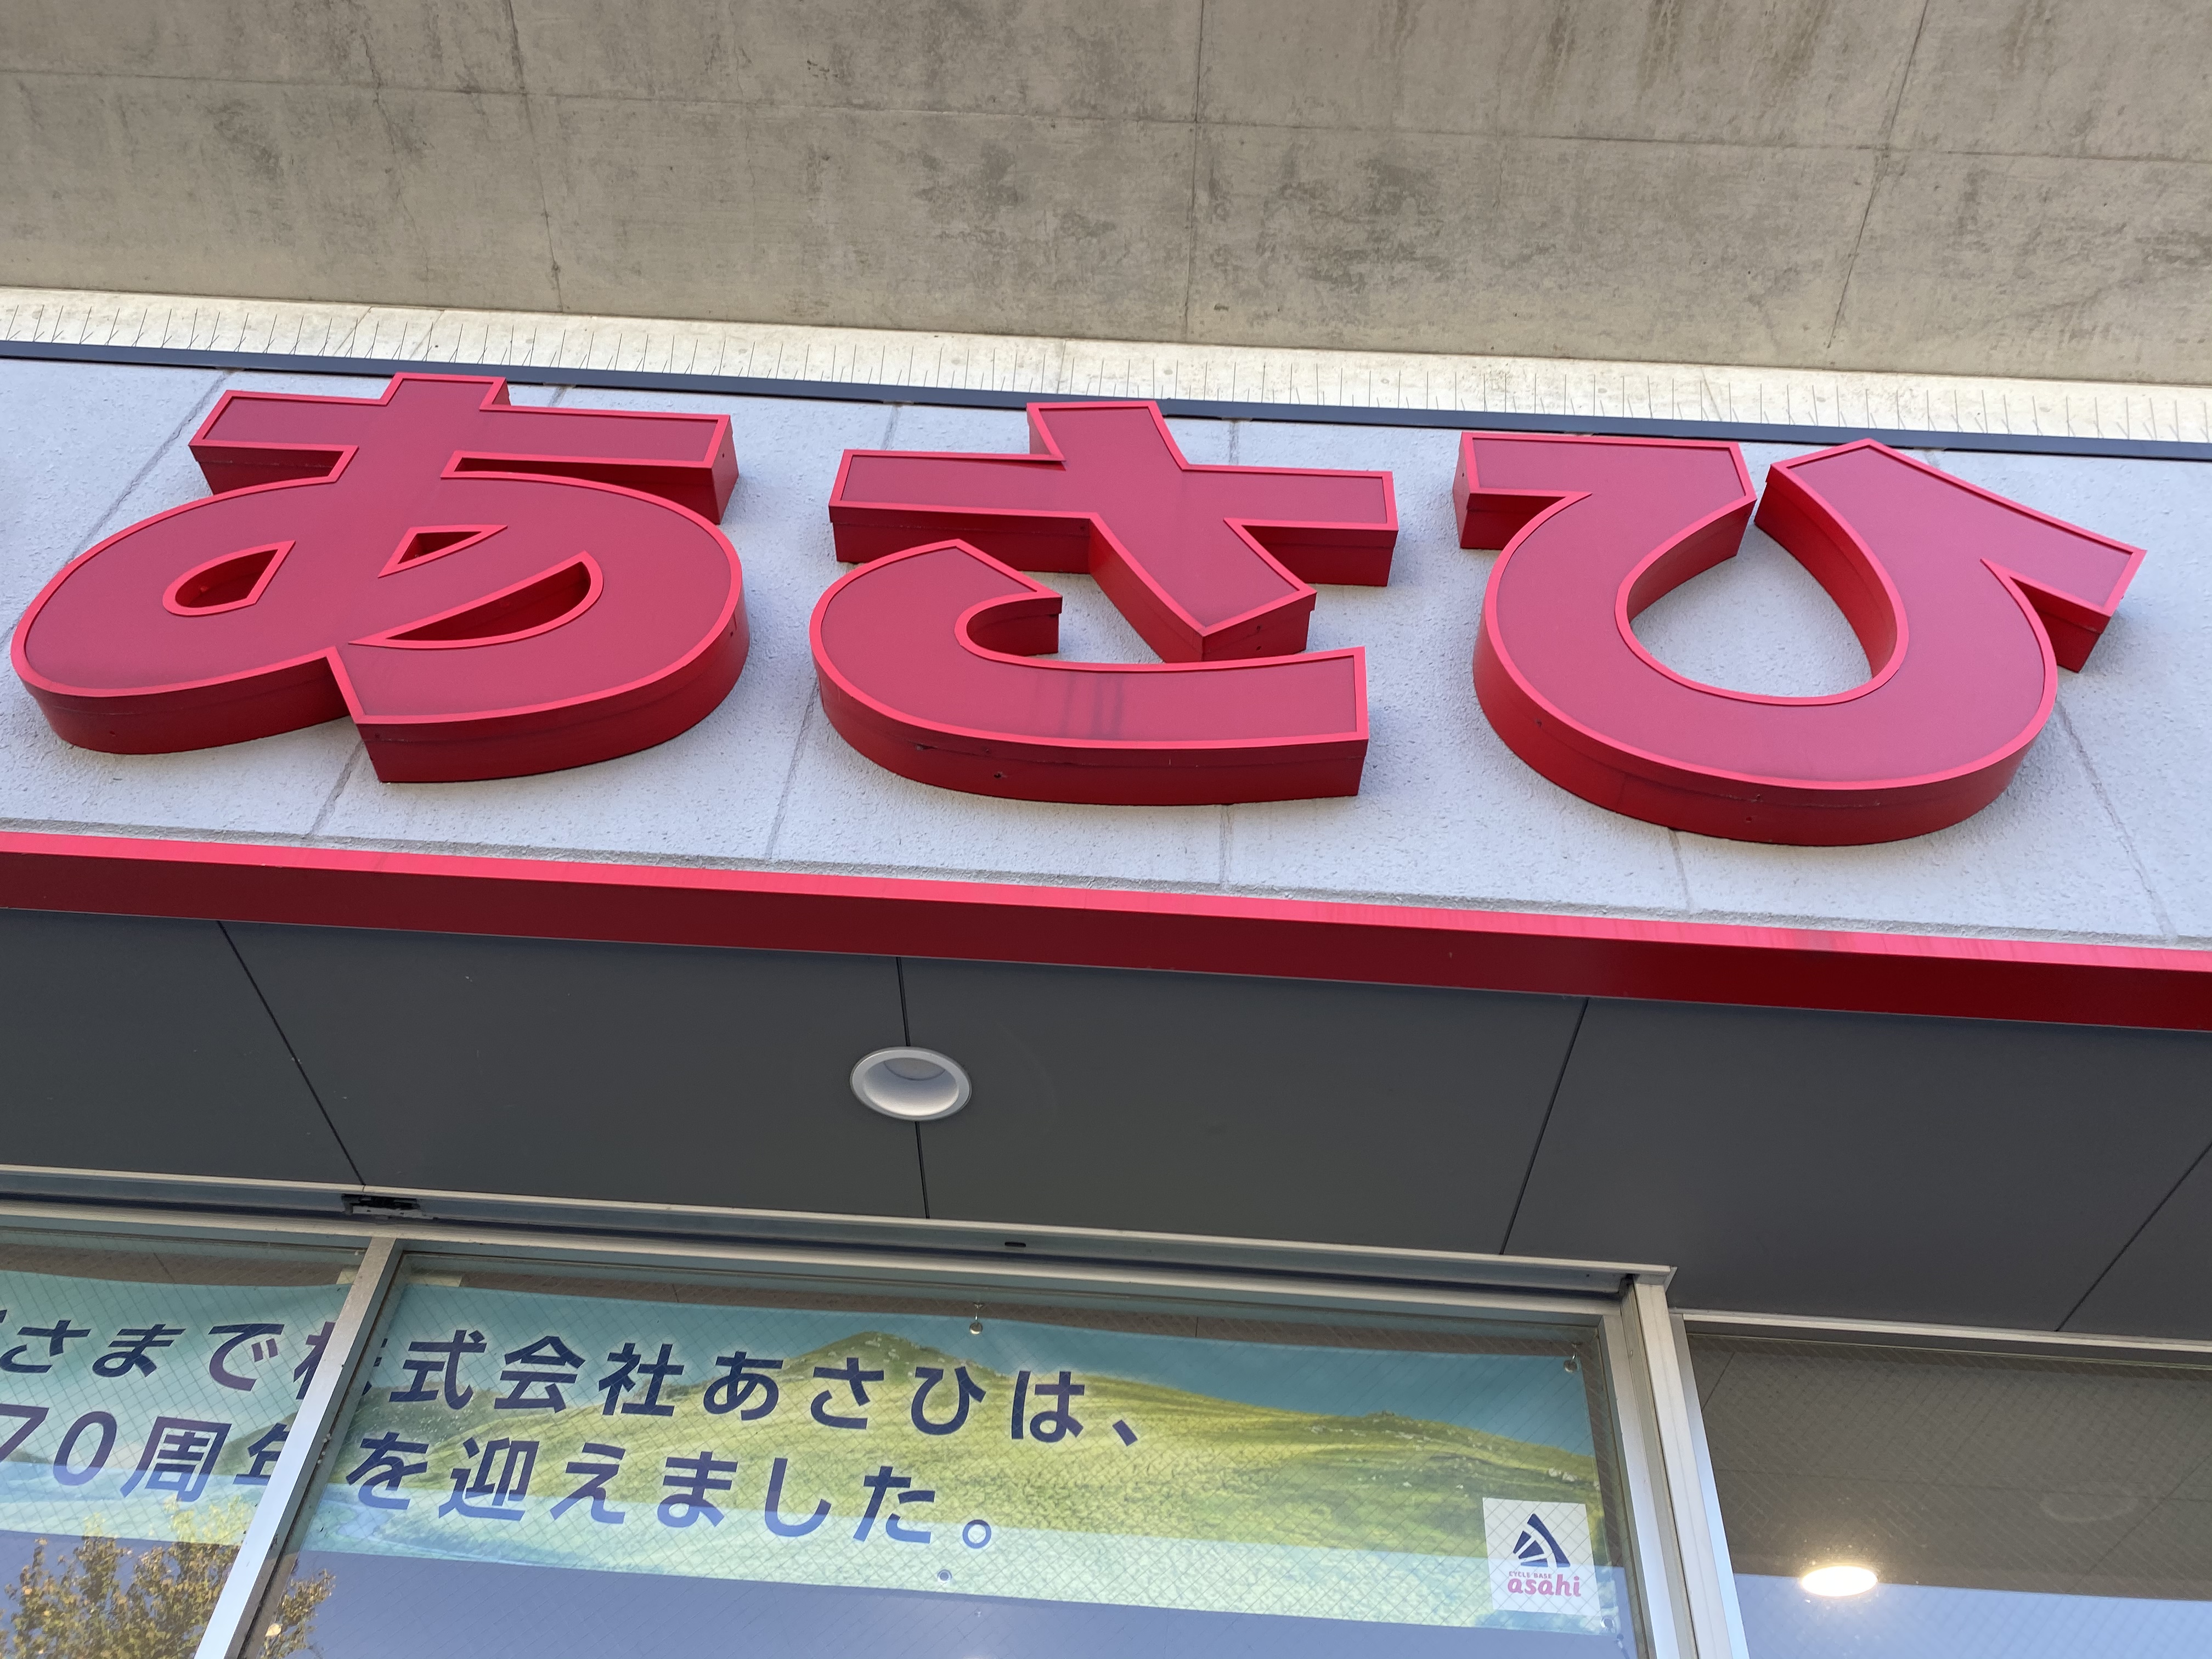 あさひ
さまで株式会社あさひは、
70周年を迎えました。
CYCLE BASE
asahi